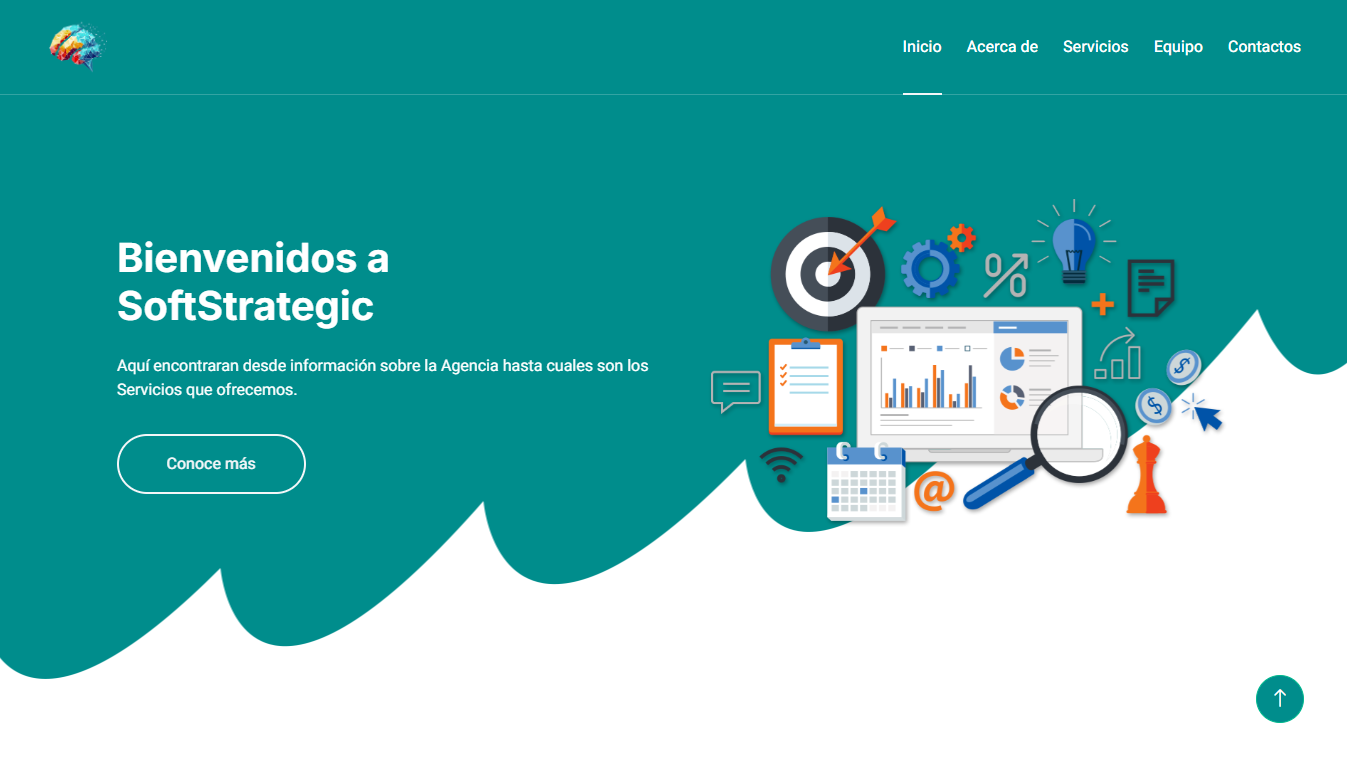 Inicio Acerca de Servicios Equipo Contactos
Bienvenidos a
SoftStrategic
Aquí encontraran desde información sobre la Agencia hasta cuales son los
Servicios que ofrecemos.
Conoce más
@